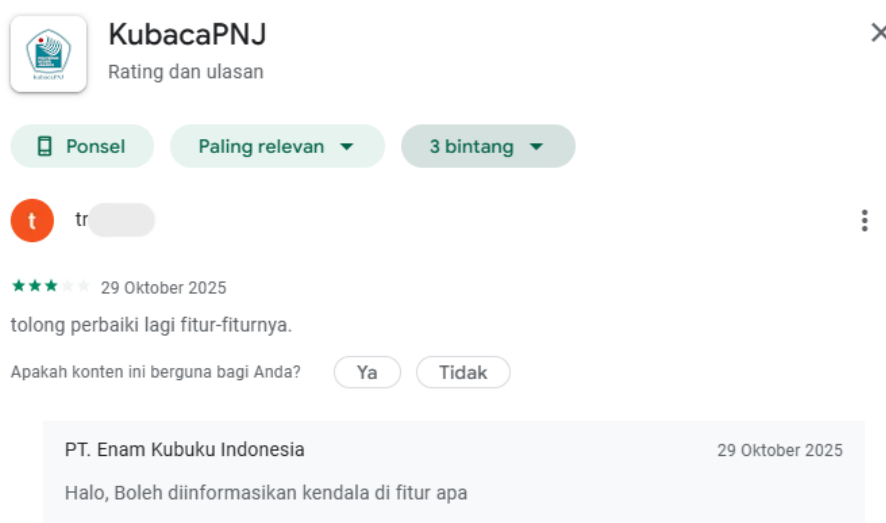 KubacaPNJ
Rating dan ulasan
Ponsel
Paling relevan
3 bintang
t
tr
29 Oktober 2025
tolong perbaiki lagi fitur-fiturnya.
Apakah konten ini berguna bagi Anda?
Ya
Tidak
PT. Enam Kubuku Indonesia
29 Oktober 2025
Halo, Boleh diinformasikan kendala di fitur apa